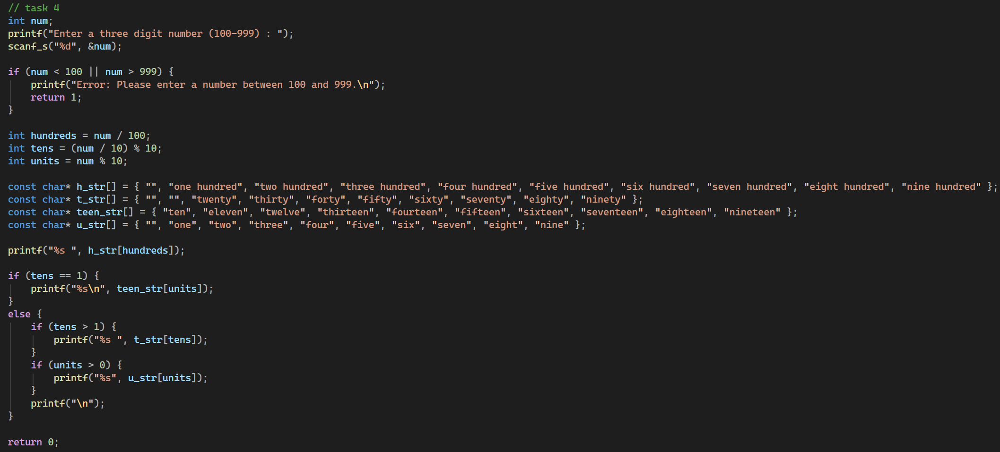 // task 4
int num;
printf("Enter a three digit number (100-999) : ");
scanf_s("%d", &num);

if (num < 100 || num > 999) {
    printf("Error: Please enter a number between 100 and 999.\n");
    return 1;
}

int hundreds = num / 100;
int tens = (num / 10) % 10;
int units = num % 10;

const char* h_str[] = { "", "one hundred", "two hundred", "three hundred", "four hundred", "five hundred", "six hundred", "seven hundred", "eight hundred", "nine hundred" };
const char* t_str[] = { "", "", "twenty", "thirty", "forty", "fifty", "sixty", "seventy", "eighty", "ninety" };
const char* teen_str[] = { "ten", "eleven", "twelve", "thirteen", "fourteen", "fifteen", "sixteen", "seventeen", "eighteen", "nineteen" };
const char* u_str[] = { "", "one", "two", "three", "four", "five", "six", "seven", "eight", "nine" };

printf("%s ", h_str[hundreds]);

if (tens == 1) {
    printf("%s\n", teen_str[units]);
}
else {
    if (tens > 1) {
        printf("%s ", t_str[tens]);
    }
    if (units > 0) {
        printf("%s", u_str[units]);
    }
    printf("\n");
}

return 0;